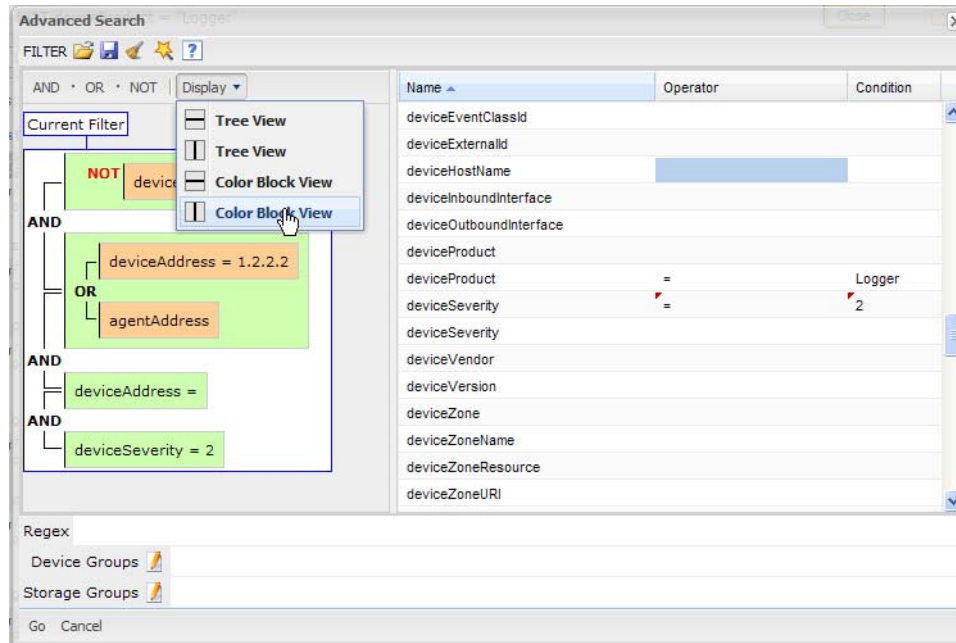 = "Logger"
Close
Advanced Search
FILTER
AND · OR · NOT | Display
Tree View
Tree View
Color Block View
Color Block View
Current Filter
NOT
device
AND
deviceAddress = 1.2.2.2
OR
agentAddress
AND
deviceAddress =
AND
deviceSeverity = 2
Name Operator Condition
deviceEventClassId
deviceExternalId
deviceHostName
deviceInboundInterface
deviceOutboundInterface
deviceProduct
deviceProduct = Logger
deviceSeverity = 2
deviceSeverity
deviceVendor
deviceVersion
deviceZone
deviceZoneName
deviceZoneResource
deviceZoneURI
Regex
Device Groups
Storage Groups
Go Cancel